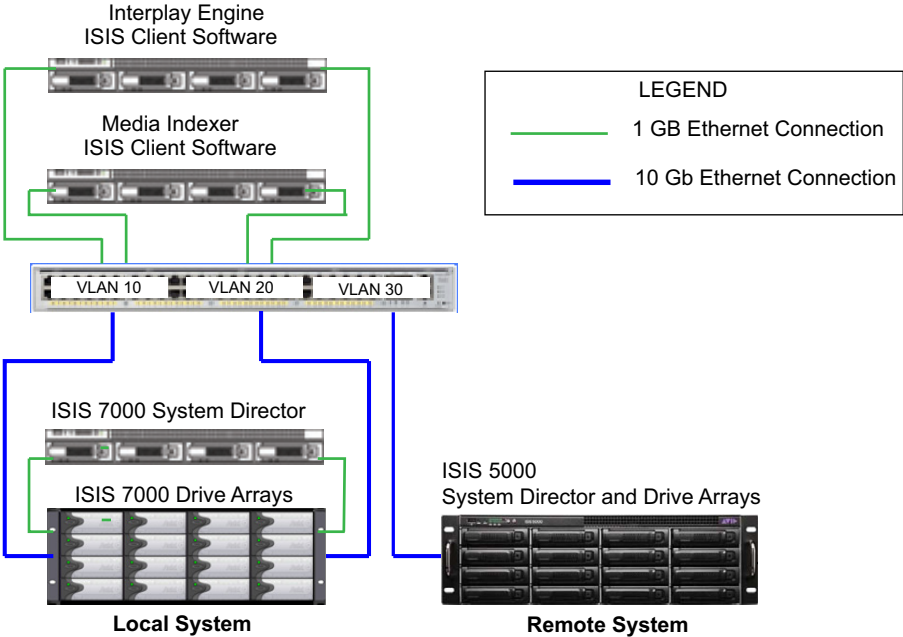 Interplay Engine
ISIS Client Software
LEGEND
1 GB Ethernet Connection
10 Gb Ethernet Connection
Media Indexer
ISIS Client Software
VLAN 10
VLAN 20
VLAN 30
ISIS 7000 System Director
ISIS 7000 Drive Arrays
ISIS 5000
System Director and Drive Arrays
Local System
Remote System